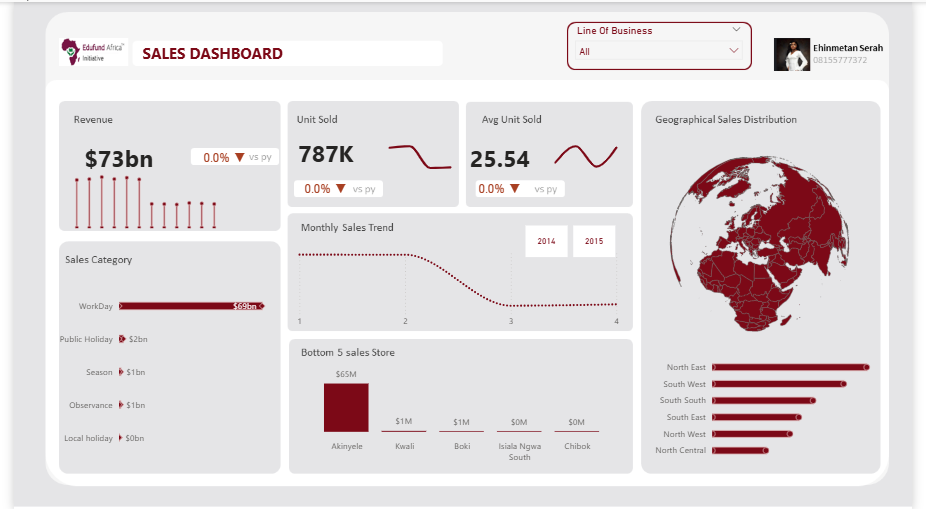 Edufund Africa
Initiative
SALES DASHBOARD
Line Of Business
All
Ehinmetan Serah
08155777372
Revenue
$73bn
0.0% ▼ vs py
Unit Sold
787K
0.0% ▼ vs py
Avg Unit Sold
25.54
0.0% ▼ vs py
Geographical Sales Distribution
Sales Category
WorkDay $69bn
Public Holiday $2bn
Season $1bn
Observance $1bn
Local holiday $0bn
Monthly Sales Trend
2014 2015
1 2 3 4
Bottom 5 sales Store
$65M $1M $1M $0M $0M
Akinyele Kwali Boki Isiala Ngwa Chibok
South
North East
South West
South South
South East
North West
North Central